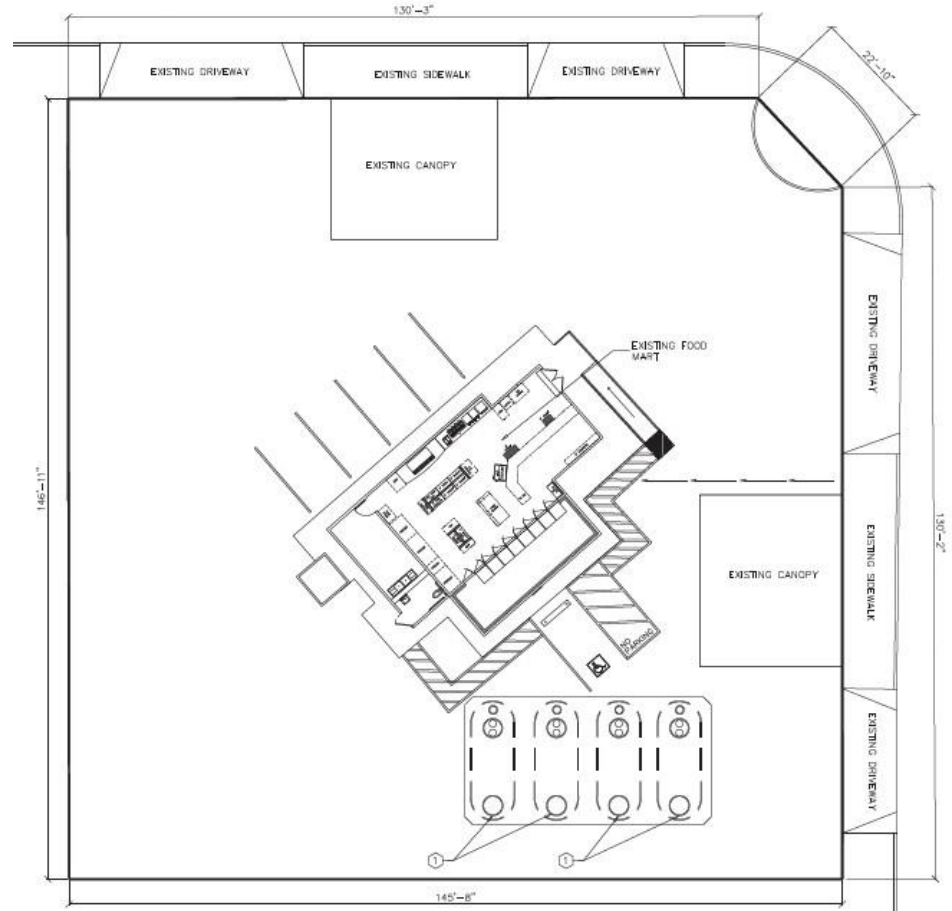 130'-3"
EXISTING DRIVEWAY
EXISTING SIDEWALK
EXISTING DRIVEWAY
22'-10"
EXISTING CANOPY
EXISTING DRIVEWAY
EXISTING FOOD
MART
146'-11"
130'-2"
EXISTING CANOPY
EXISTING SIDEWALK
NO
PARKING
EXISTING DRIVEWAY
1
1
145'-8"